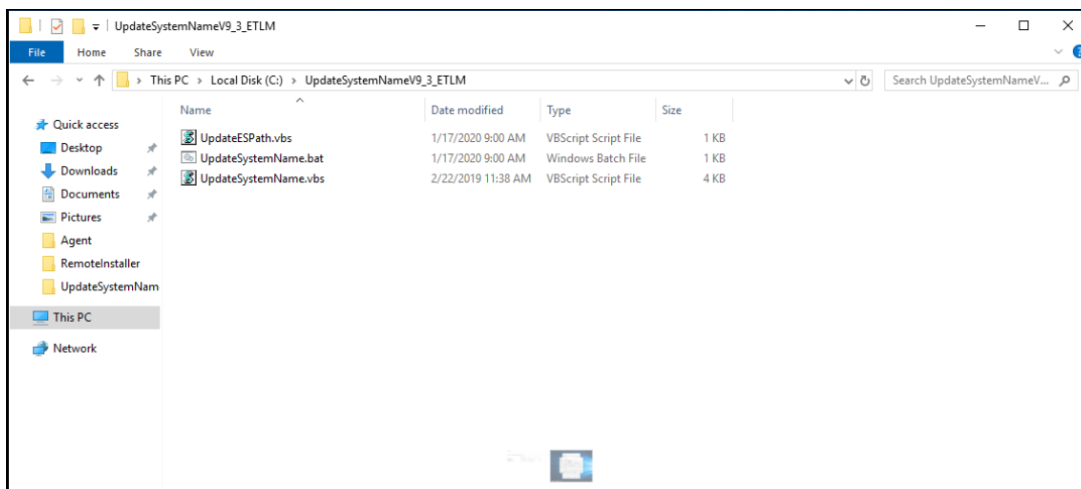 UpdateSystemNameV9_3_ETLM
File Home Share View
This PC > Local Disk (C:) > UpdateSystemNameV9_3_ETLM
Search UpdateSystemNameV...
Name Date modified Type Size
Quick access
Desktop
Downloads
Documents
Pictures
Agent
RemoteInstaller
UpdateSystemNam
This PC
Network
UpdateESPath.vbs 1/17/2020 9:00 AM VBScript Script File 1 KB
UpdateSystemName.bat 1/17/2020 9:00 AM Windows Batch File 1 KB
UpdateSystemName.vbs 2/22/2019 11:38 AM VBScript Script File 4 KB